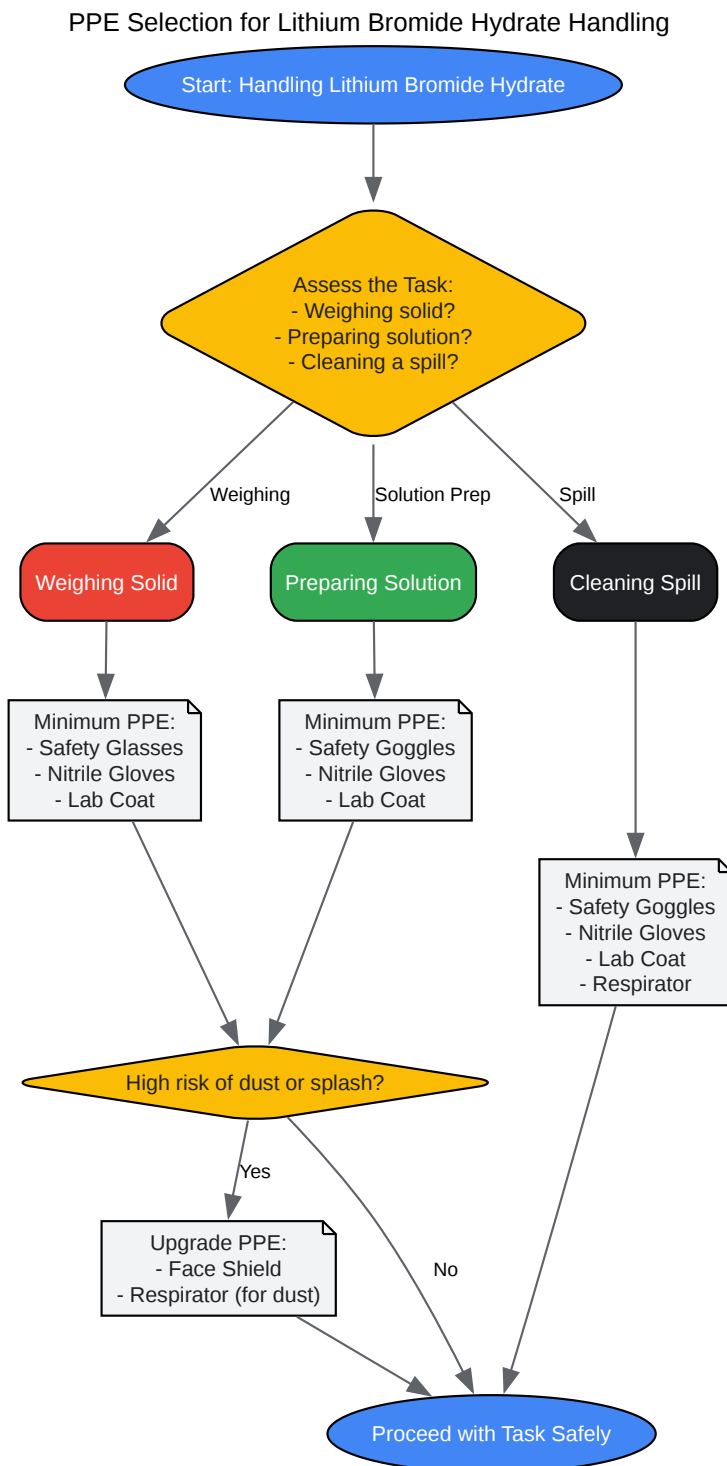 PPE Selection for Lithium Bromide Hydrate Handling
Start: Handling Lithium Bromide Hydrate
Assess the Task:
- Weighing solid?
- Preparing solution?
- Cleaning a spill?
Weighing
Solution Prep
Spill
Weighing Solid
Preparing Solution
Cleaning Spill
Minimum PPE:
- Safety Glasses
- Nitrile Gloves
- Lab Coat
Minimum PPE:
- Safety Goggles
- Nitrile Gloves
- Lab Coat
Minimum PPE:
- Safety Goggles
- Nitrile Gloves
- Lab Coat
- Respirator
High risk of dust or splash?
Yes
No
Upgrade PPE:
- Face Shield
- Respirator (for dust)
Proceed with Task Safely